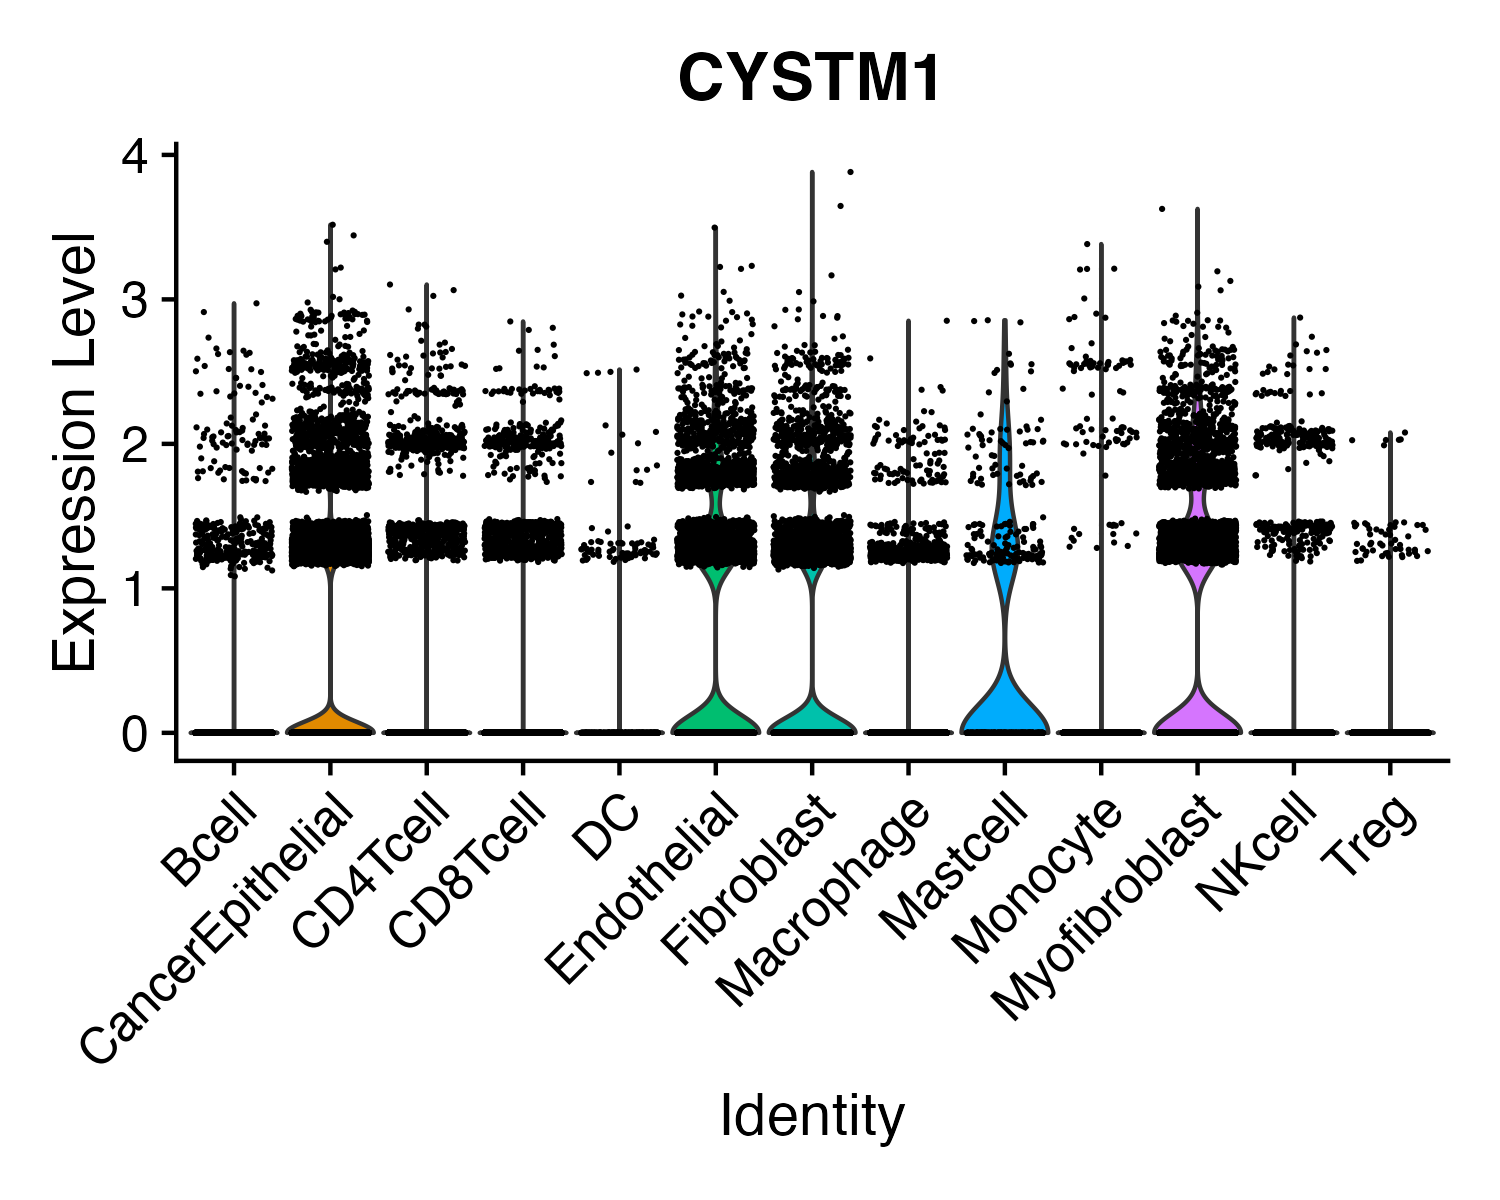 CYSTM1
Expression Level
4
3
2
1
0
Bcell
CancerEpithelial
CD4Tcell
CD8Tcell
DC
Endothelial
Fibroblast
Macrophage
Mastcell
Monocyte
Myofibroblast
NKcell
Treg
Identity